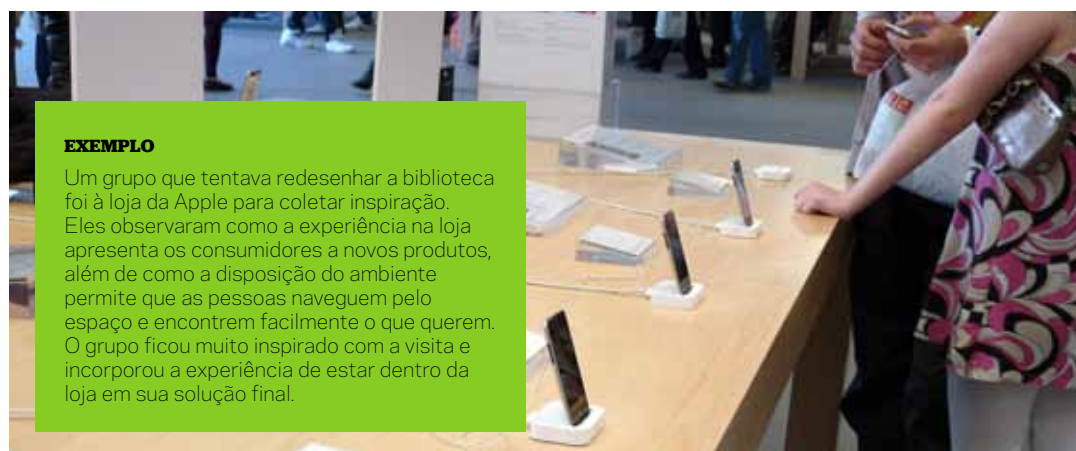 EXEMPLO
Um grupo que tentava redesenhar a biblioteca
foi à loja da Apple para coletar inspiração.
Eles observaram como a experiência na loja
apresenta os consumidores a novos produtos,
além de como a disposição do ambiente
permite que as pessoas naveguem pelo
espaço e encontrem facilmente o que querem.
O grupo ficou muito inspirado com a visita e
incorporou a experiência de estar dentro da
loja em sua solução final.